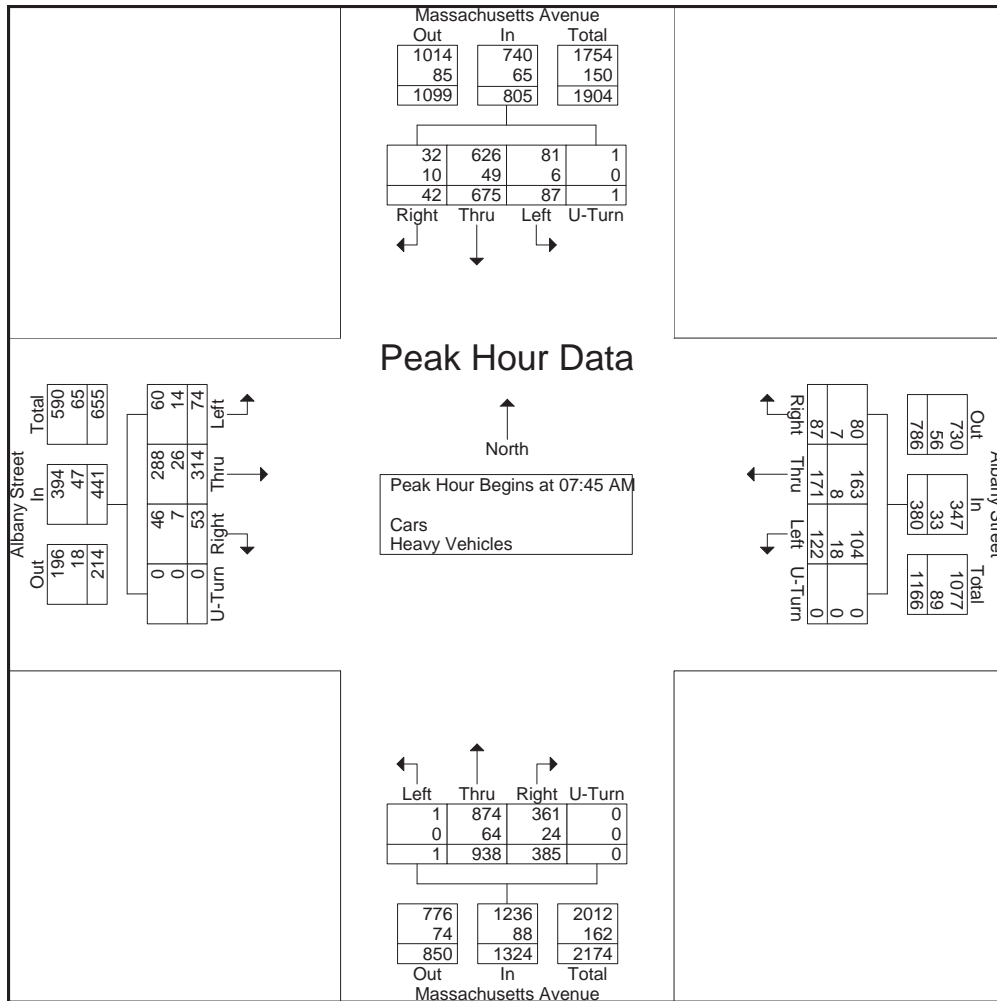 Massachusetts Avenue
Out In Total
1014 740 1754
85 65 150
1099 805 1904
32 626 81 1
10 49 6 0
42 675 87 1
Right Thru Left U-Turn
Peak Hour Data
North
Peak Hour Begins at 07:45 AM
Cars
Heavy Vehicles
Albany Street
Out In Total
196 394 590
18 47 65
214 441 655
U-Turn Right Thru Left
0 46 288 60
0 7 26 14
0 53 314 74
Albany Street
Out In Total
730 347 1077
56 33 89
786 380 1166
80 163 104 0
7 8 18 0
87 171 122 0
Right Thru Left U-Turn
Left Thru Right U-Turn
1 874 361 0
0 64 24 0
1 938 385 0
776 1236 2012
74 88 162
850 1324 2174
Out In Total
Massachusetts Avenue